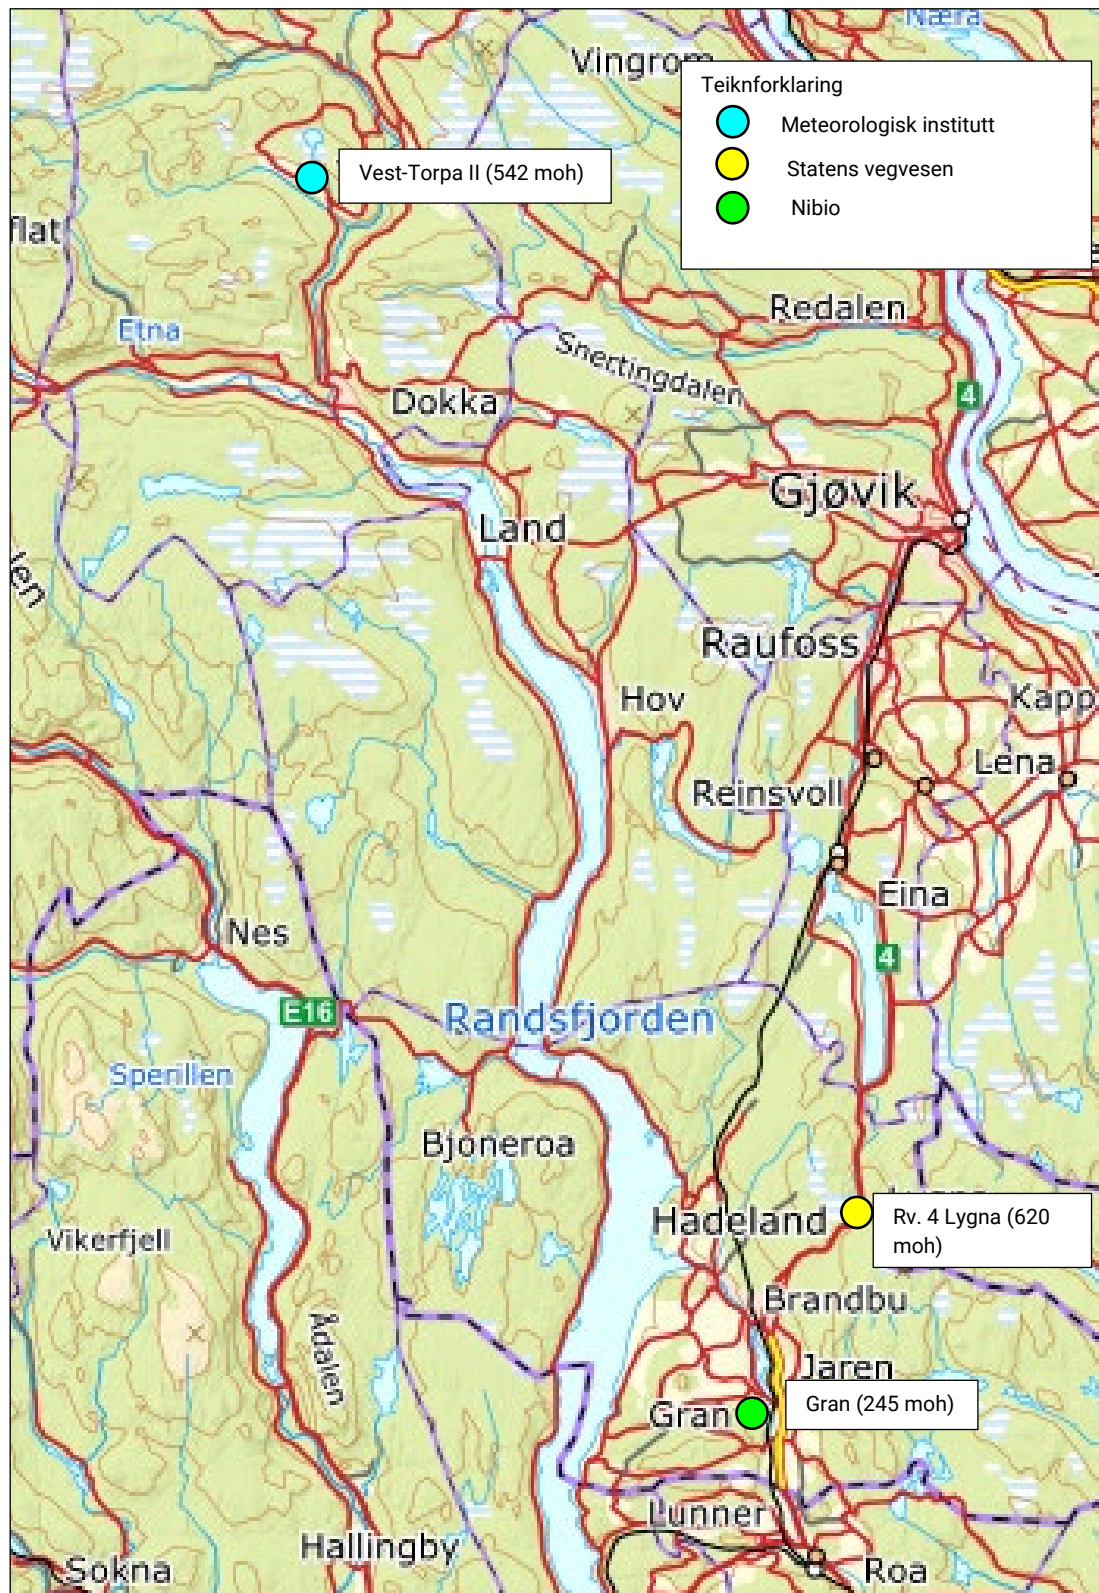 Næra
Vingrom
Teiknforklaring
Meteorologisk institutt
Statens vegvesen
Nibio
Vest-Torpa II (542 moh)
flat
Etna
Redalen
Snertingdalen
4
Dokka
Gjøvik
Land
len
Raufoss
Hov
Kapp
Lena
Reinsvoll
Eina
Nes
4
E16
Randsfjorden
Sperillen
Bjoneroa
Hadeland
Rv. 4 Lygna (620
moh)
Vikerfjell
Brandbu
Ådalen
Jaren
Gran (245 moh)
Gran
Lunner
Hallingby
Roa
Sokna